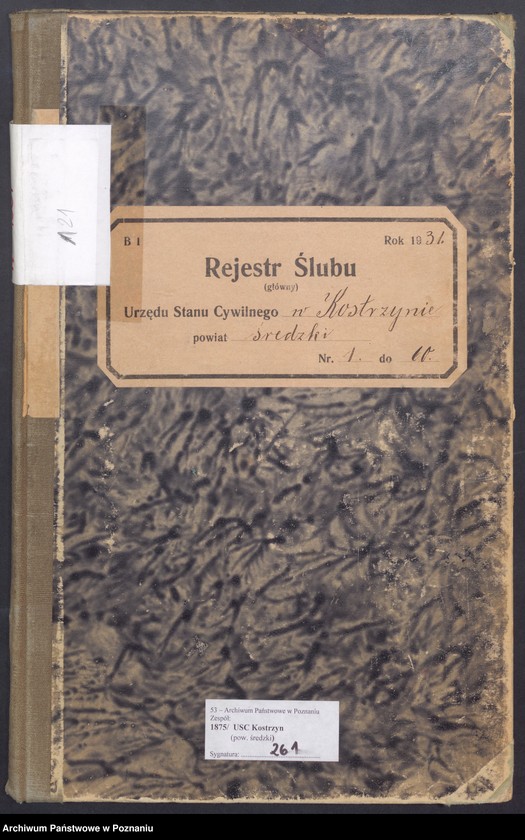 121
B I
Rok 1931.
Rejestr Ślubu
(główny)
Urzędu Stanu Cywilnego w Kostrzynie
powiat średzki
Nr. 1. do 60.
53 – Archiwum Państwowe w Poznaniu
Zespół:
1875/ USC Kostrzyn
(pow. średzki)
Sygnatura: 261
Archiwum Państwowe w Poznaniu